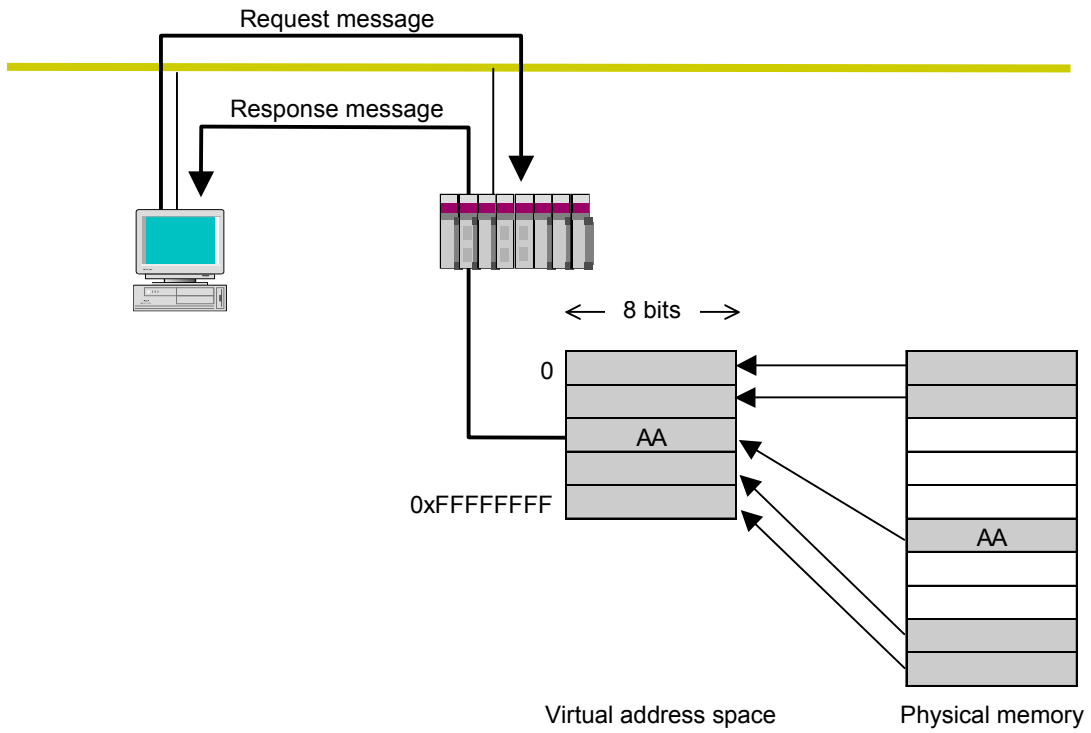 Request message
Response message
8 bits
0
AA
0xFFFFFFFF
AA
Virtual address space
Physical memory